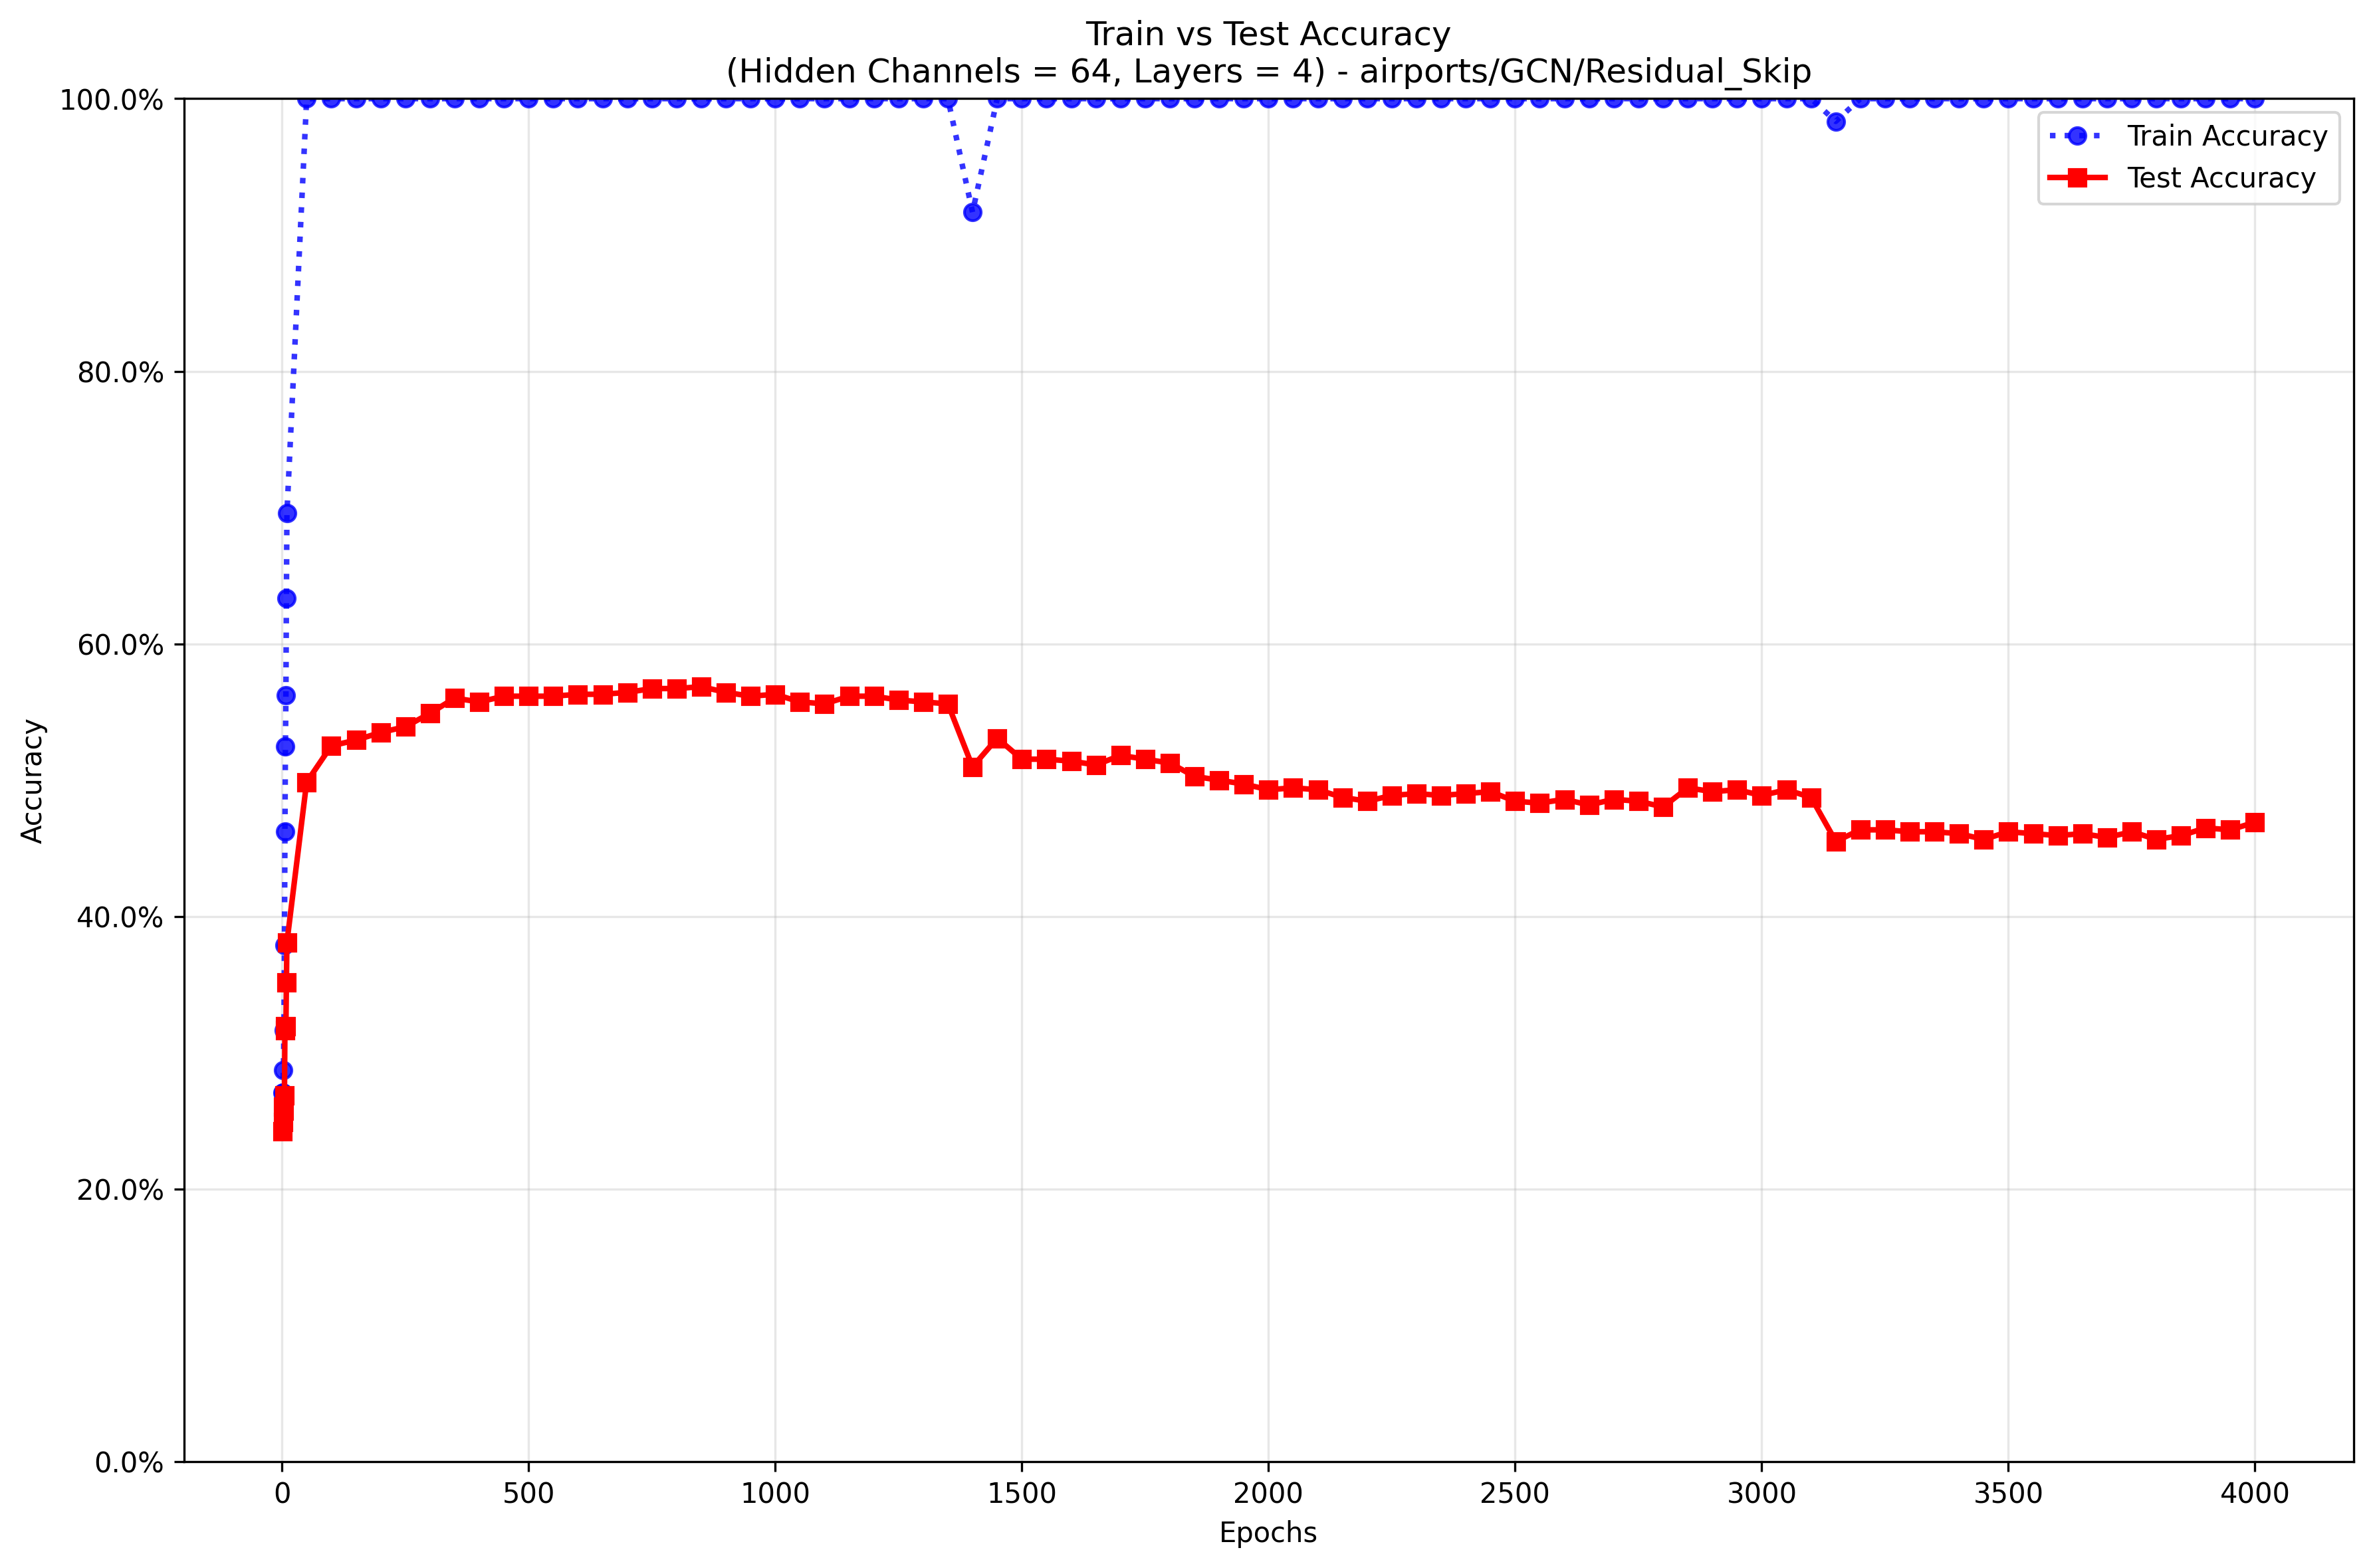 Train vs Test Accuracy
(Hidden Channels = 64, Layers = 4) - airports/GCN/Residual_Skip
100.0%
80.0%
60.0%
40.0%
20.0%
0.0%
Accuracy
Train Accuracy
Test Accuracy
0 500 1000 1500 2000 2500 3000 3500 4000
Epochs